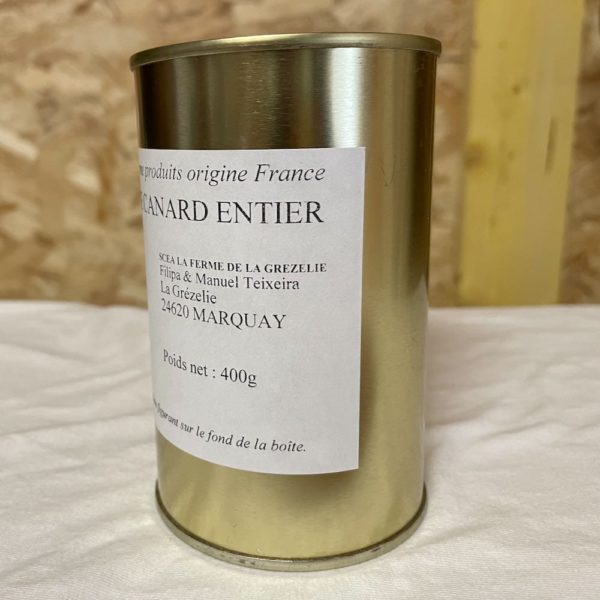 produits origine France
CANARD ENTIER
SCEA LA FERME DE LA GREZELIE
Filipa & Manuel Teixeira
La Grézelie
24620 MARQUAY
Poids net : 400g
figurant sur le fond de la boîte.